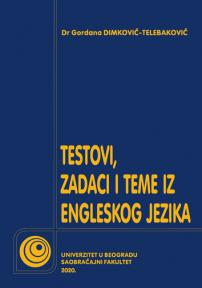 Dr Gordana DIMKOVIĆ-TELEBAKOVIĆ
TESTOVI,
ZADACI I TEME IZ
ENGLESKOG JEZIKA
UNIVERZITET U BEOGRADU
SAOBRAĆAJNI FAKULTET
2020.